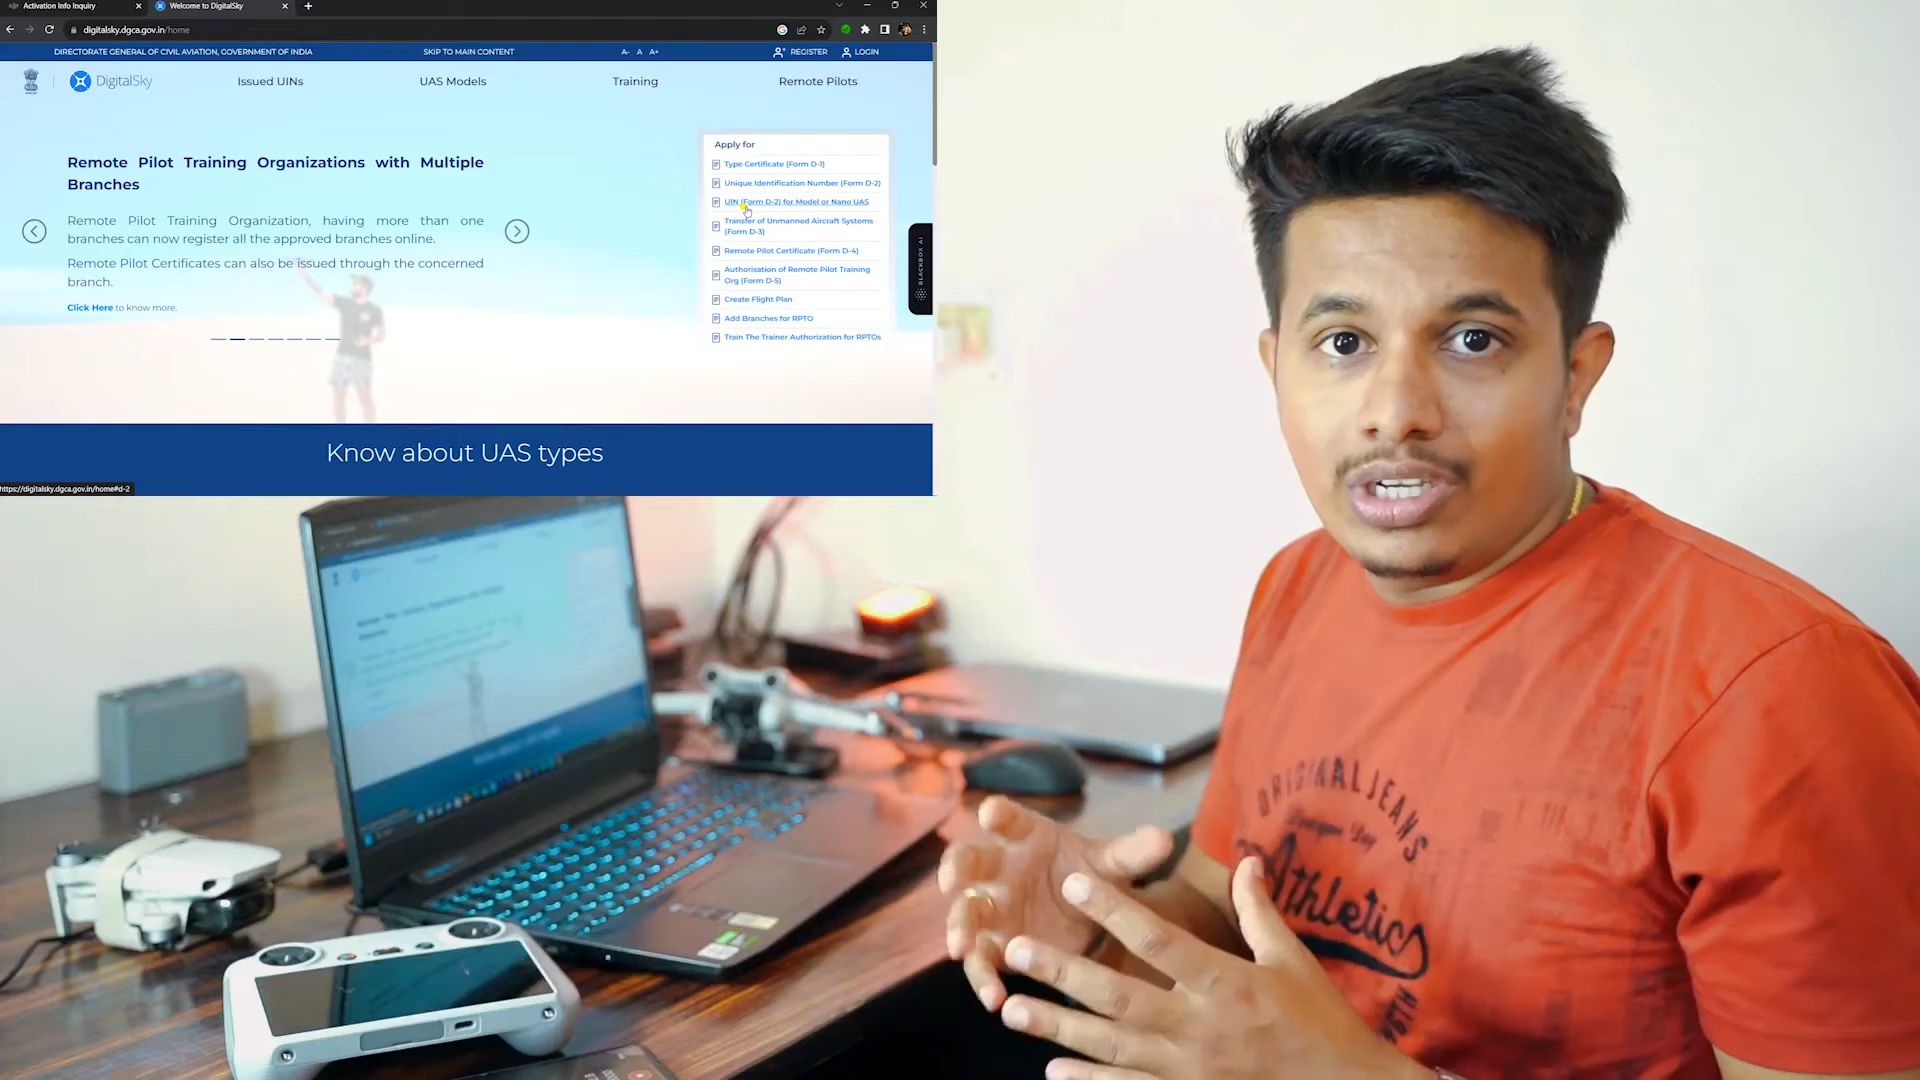 Activation Info Inquiry
Welcome to DigitalSky
digitalsky.dgca.gov.in/home
DIRECTORATE GENERAL OF CIVIL AVIATION, GOVERNMENT OF INDIA
SKIP TO MAIN CONTENT
A- A A+
REGISTER
LOGIN
DigitalSky
Issued UINs
UAS Models
Training
Remote Pilots
Remote Pilot Training Organizations with Multiple
Branches
Remote Pilot Training Organization, having more than one
branches can now register all the approved branches online.
Remote Pilot Certificates can also be issued through the concerned
branch.
Click Here to know more.
Apply for
Type Certificate (Form D-1)
Unique Identification Number (Form D-2)
UIN (Form D-2) for Model or Nano UAS
Transfer of Unmanned Aircraft Systems
(Form D-3)
Remote Pilot Certificate (Form D-4)
Authorisation of Remote Pilot Training
Org (Form D-5)
Create Flight Plan
Add Branches for RPTO
Train The Trainer Authorization for RPTOs
BLACKBOX AI
Know about UAS types
https://digitalsky.dgca.gov.in/home#d-2
ORIGINAL JEANS
Athletic